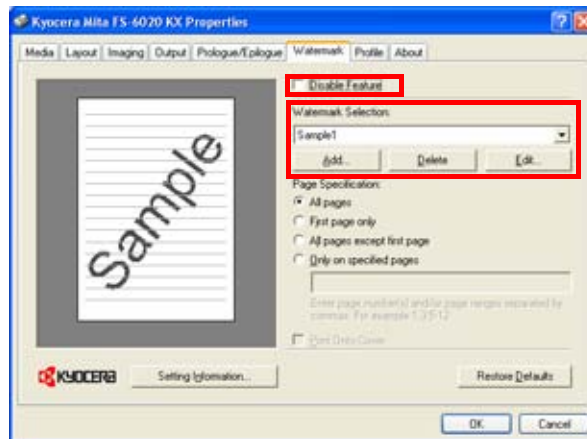 Kyocera Mita FS-6020 KX Properties
Media Layout Imaging Output Prologue/Epilogue Watermark Profile About
Disable Feature
Watermark Selection:
Sample1
Add... Delete Edit...
Page Specification:
All pages
First page only
All pages except first page
Only on specified pages
Enter page number(s) and/or page ranges separated by
commas. For example 1,3,5-12
Print Onto Cover
Sample
KYOCERA Setting Information... Restore Defaults
OK Cancel